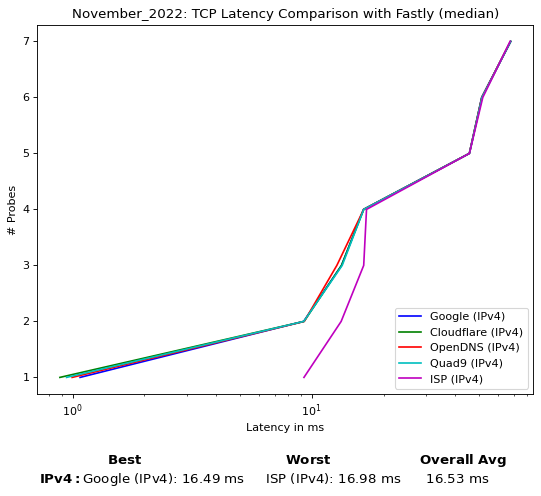 November_2022: TCP Latency Comparison with Fastly (median)
7
6
5
4
3
2
1
# Probes
10⁰
10¹
Latency in ms
Google (IPv4)
Cloudflare (IPv4)
OpenDNS (IPv4)
Quad9 (IPv4)
ISP (IPv4)
Best Worst Overall Avg
IPv4: Google (IPv4): 16.49 ms ISP (IPv4): 16.98 ms 16.53 ms